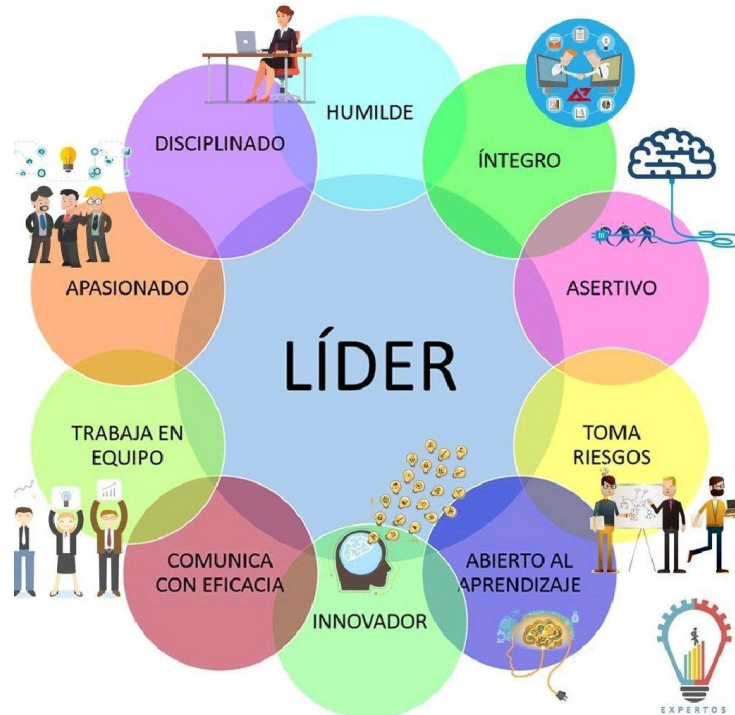 HUMILDE
ÍNTEGRO
ASERTIVO
TOMA
RIESGOS
ABIERTO AL
APRENDIZAJE
INNOVADOR
COMUNICA
CON EFICACIA
TRABAJA EN
EQUIPO
APASIONADO
DISCIPLINADO
LÍDER
EXPERTOS